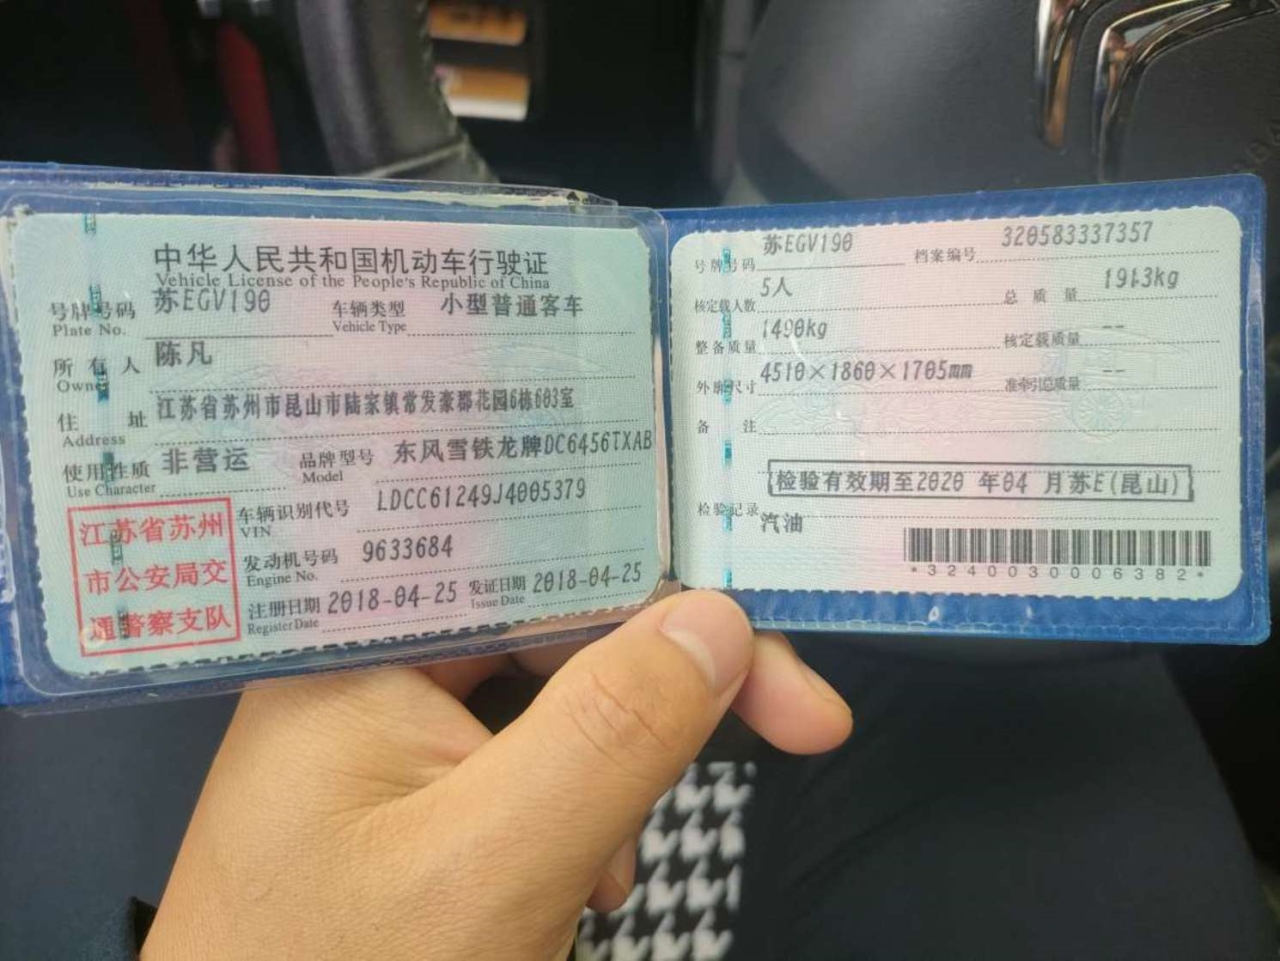 中华人民共和国机动车行驶证
Vehicle License of the People's Republic of China
号牌号码 苏EGV190 车辆类型 小型普通客车
Plate No. Vehicle Type
所有人 陈凡
Owner
住址 江苏省苏州市昆山市陆家镇常发豪郡花园6栋603室
Address
使用性质 非营运 品牌型号 东风雪铁龙牌DC6456TXAB
Use Character Model
江苏省苏州
市公安局交
通警察支队
车辆识别代号 LDCC61249J4005379
VIN
发动机号码 9633684
Engine No.
注册日期 2018-04-25 发证日期 2018-04-25
Register Date Issue Date
号牌号码 苏EGV190 档案编号 320583337357
核定载人数 5人 总质量 1913kg
整备质量 1490kg 核定载质量 --
外廓尺寸 4510×1860×1705mm 准牵引总质量 --
备注
检验有效期至2020 年04 月苏E(昆山)
检验记录
汽油
*3240030006382*